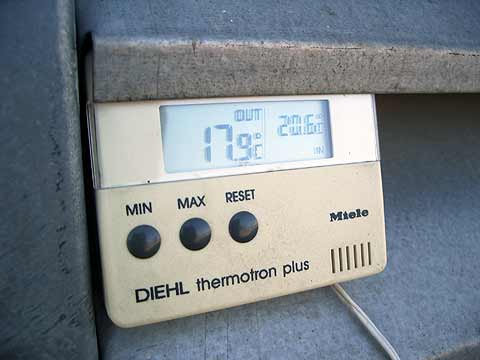 OUT
17.9°C 20.6°C
IN
MIN MAX RESET
Miele
DIEHL thermotron plus